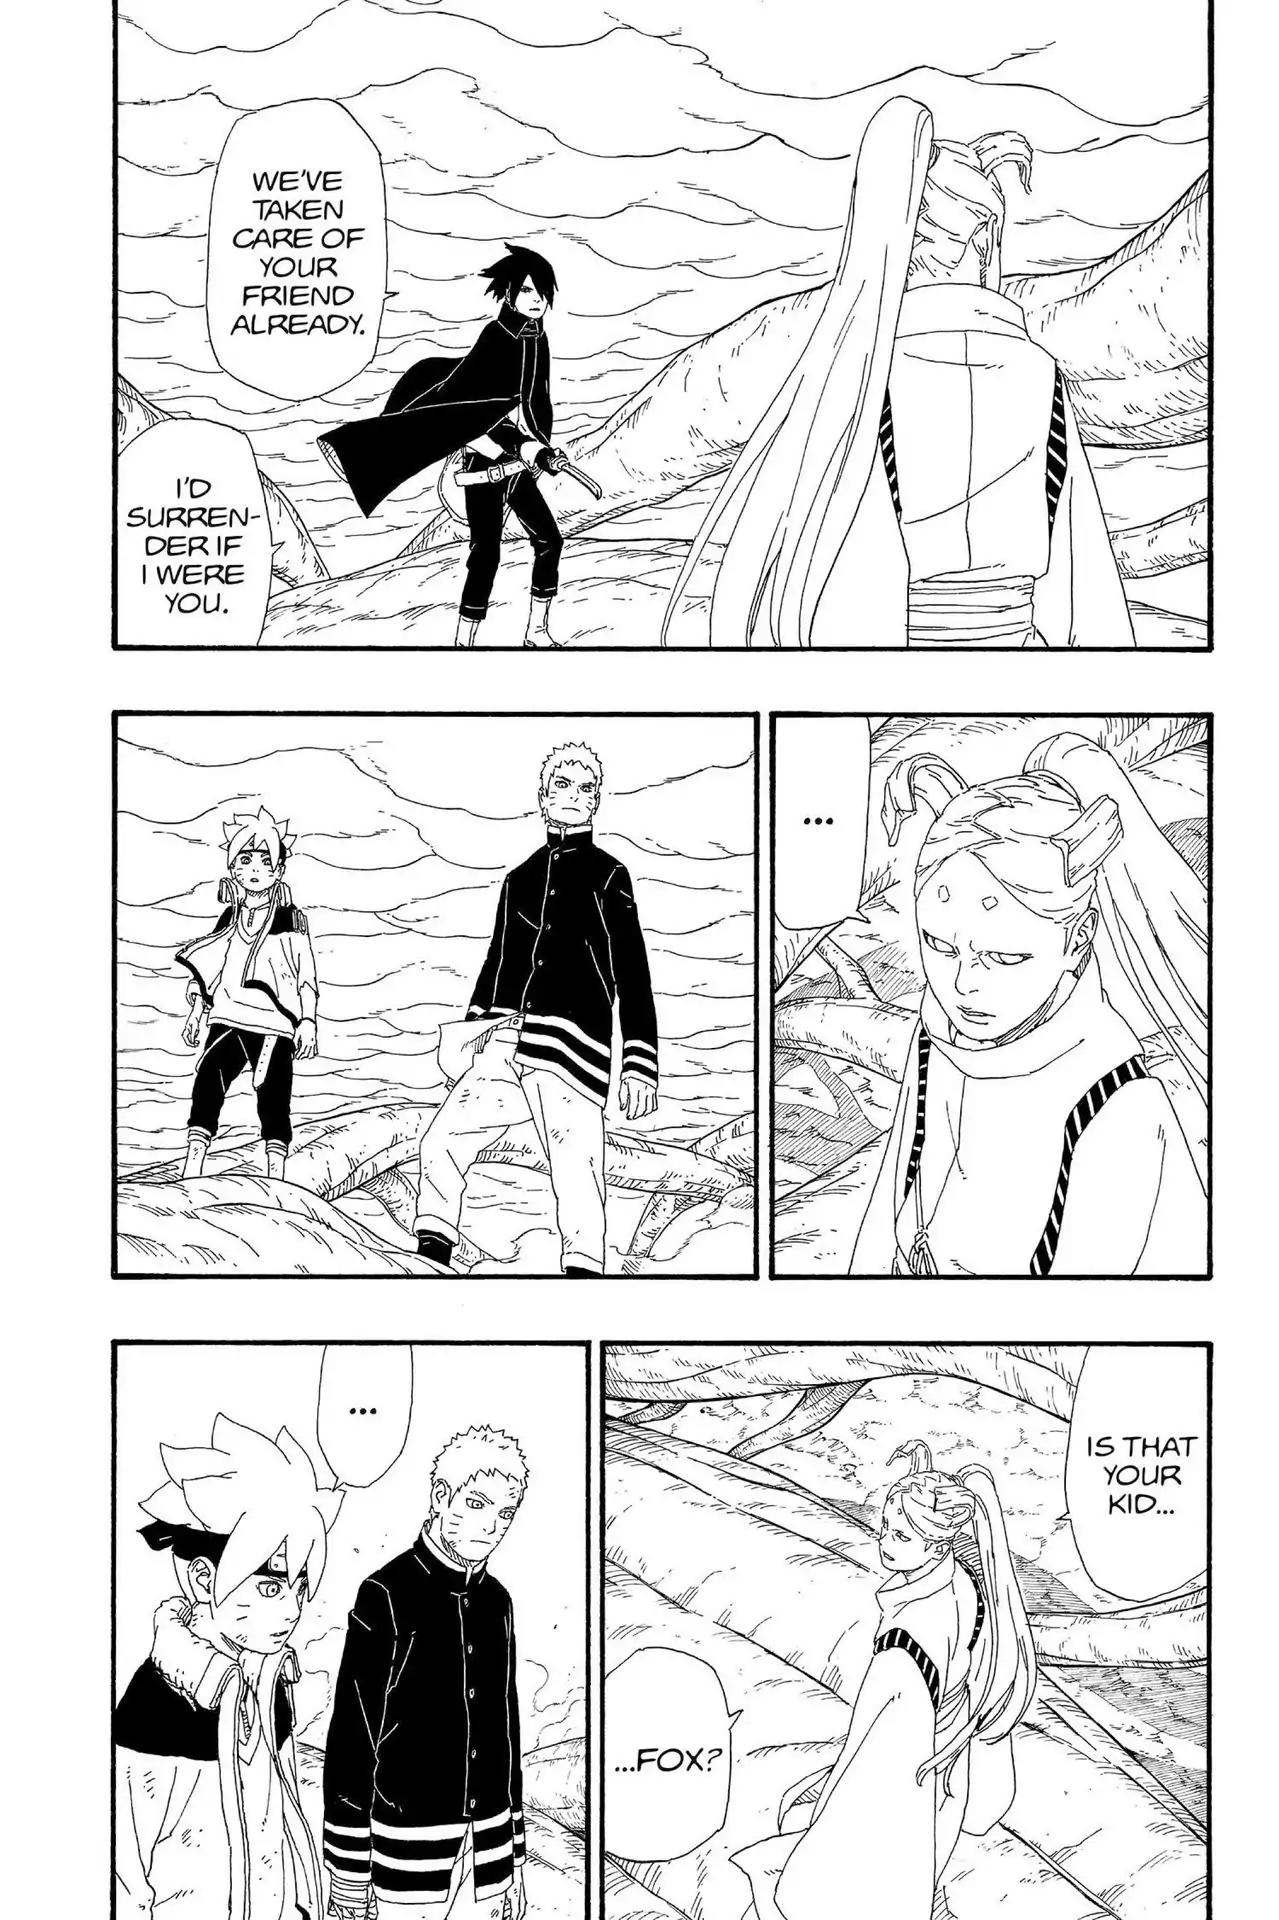 WE'VE
TAKEN
CARE OF
YOUR
FRIEND
ALREADY.
I'D
SURREN-
DER IF
I WERE
YOU.
...
...
IS THAT
YOUR
KID...
...FOX?